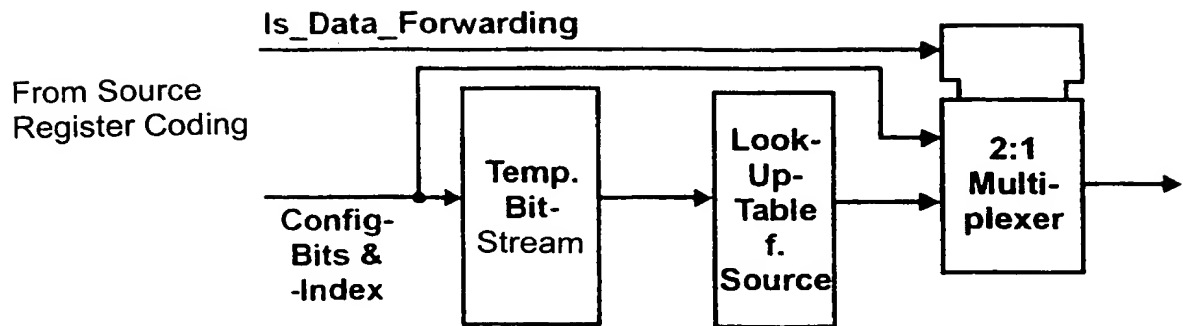 Is_Data_Forwarding
From Source
Register Coding
Config-
Bits &
-Index
Temp.
Bit-
Stream
Look-
Up-
Table
f.
Source
2:1
Multi-
plexer